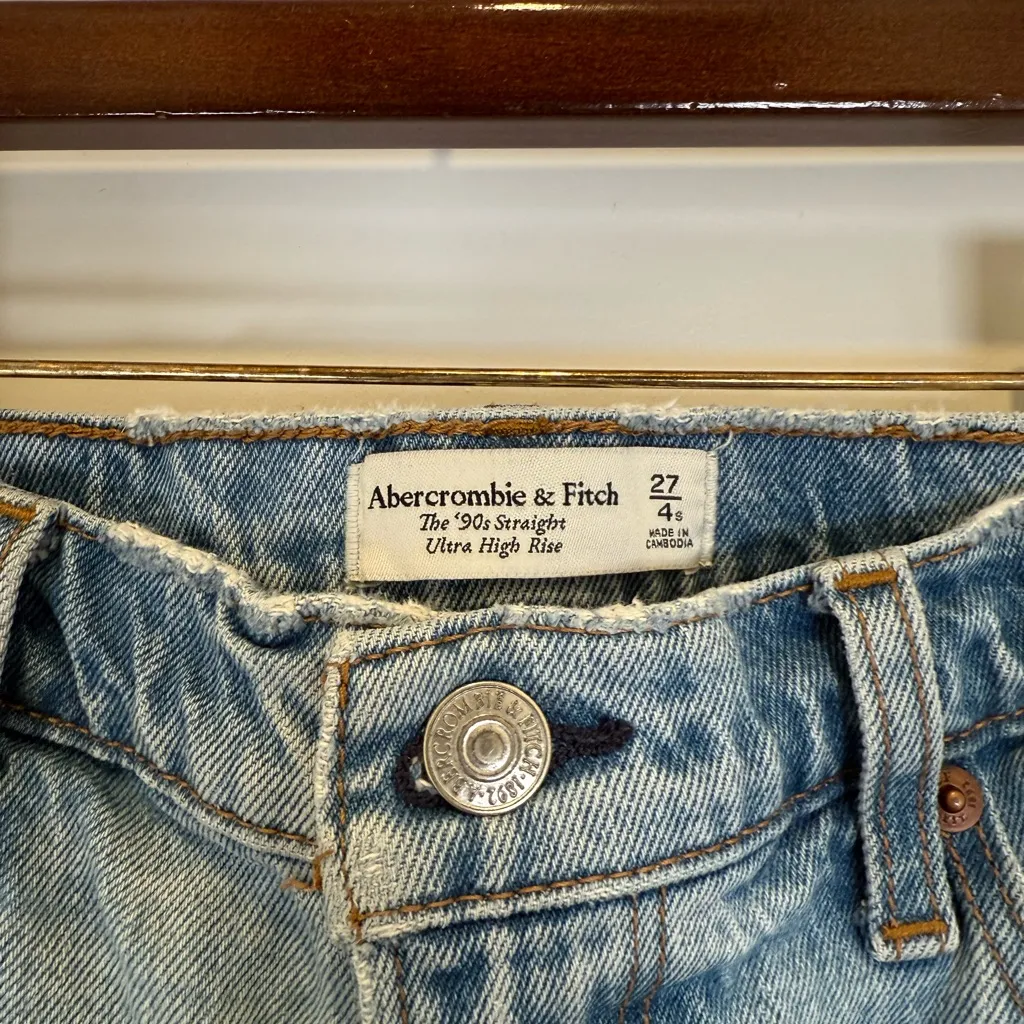 Abercrombie & Fitch
The '90s Straight
Ultra High Rise
27
4s
MADE IN
CAMBODIA
ABERCROMBIE & FITCH · 1892 ·